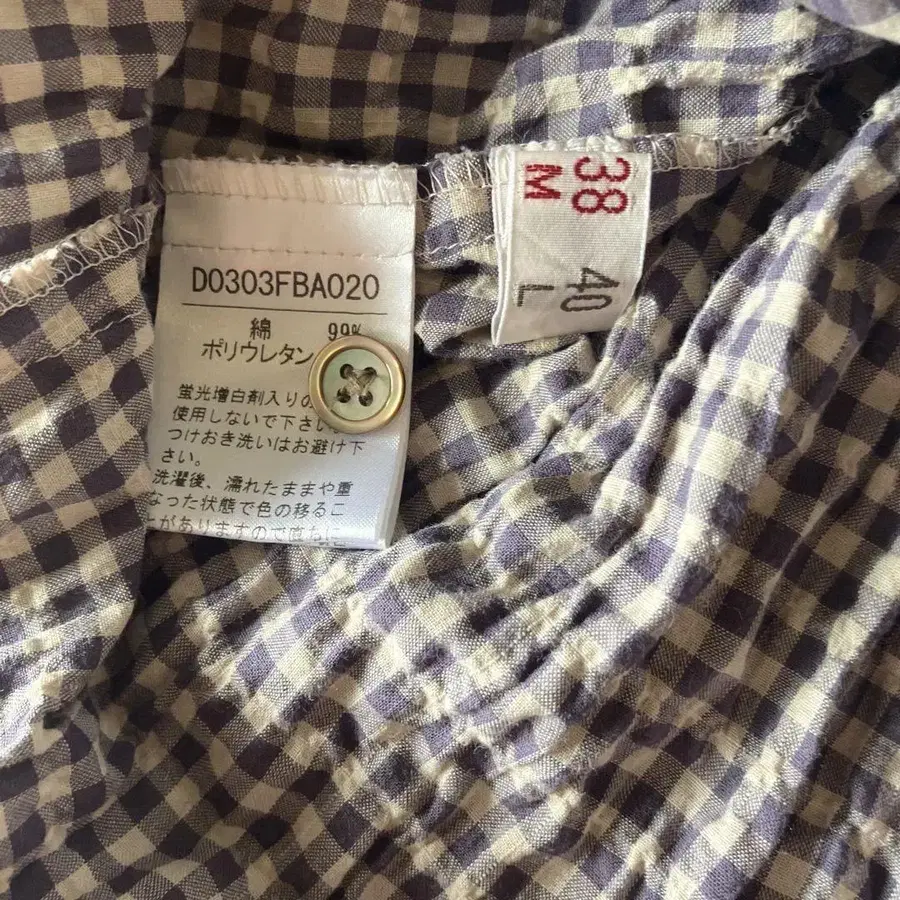 D0303FBA020
綿 99%
ポリウレタン
蛍光増白剤入りの
使用しないで下さい。
つけおき洗いはお避け下
さい。
洗濯後、濡れたままや重
なった状態で色の移るこ
とがありますので直ちに
38 M
40 L